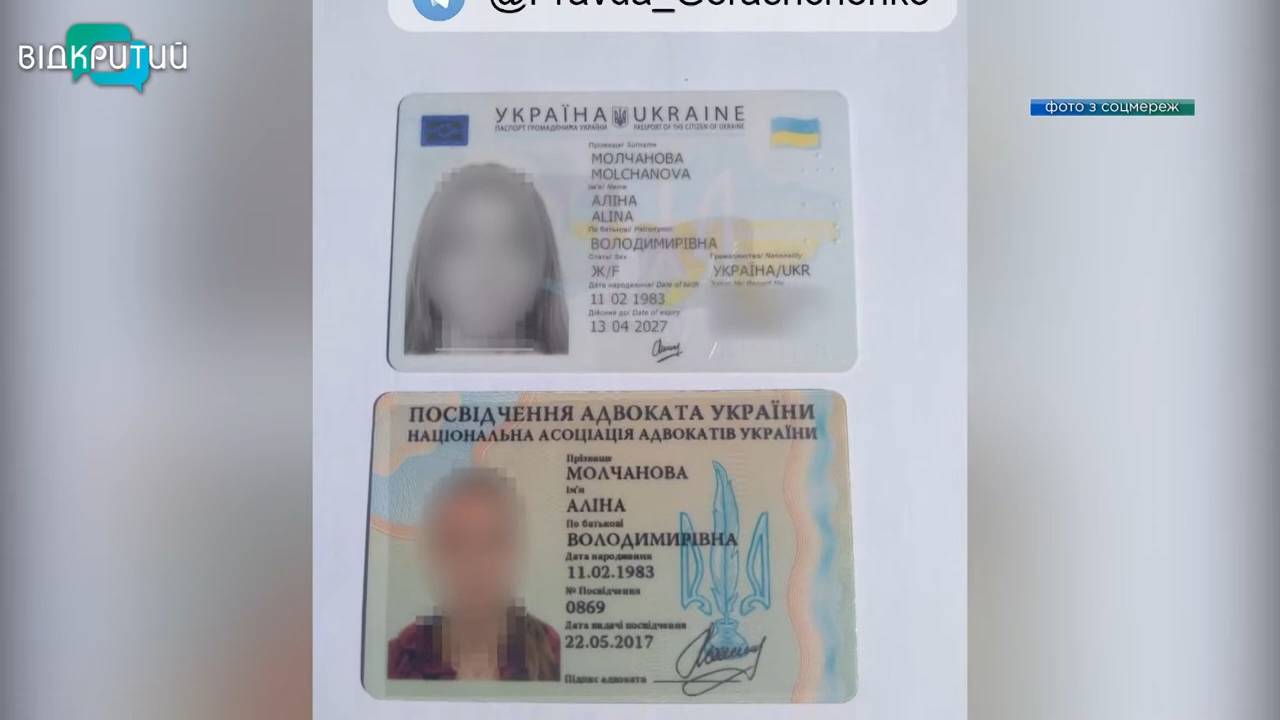 @Pravda_Gerashchenko
ВІДКРИТИЙ
фото з соцмереж
УКРАЇНА UKRAINE
ПАСПОРТ ГРОМАДЯНИНА УКРАЇНИ PASSPORT OF THE CITIZEN OF UKRAINE
Прізвище/ Surname
МОЛЧАНОВА
MOLCHANOVA
Ім'я/ Name
АЛІНА
ALINA
По батькові/ Patronymic
ВОЛОДИМИРІВНА
Стать/ Sex Громадянство/ Nationality
Ж/F УКРАЇНА/UKR
Дата народження/ Date of birth
11 02 1983
Дійсний до/ Date of expiry
13 04 2027
ПОСВІДЧЕННЯ АДВОКАТА УКРАЇНИ
НАЦІОНАЛЬНА АСОЦІАЦІЯ АДВОКАТІВ УКРАЇНИ
Прізвище
МОЛЧАНОВА
Ім'я
АЛІНА
По батькові
ВОЛОДИМИРІВНА
Дата народження
11.02.1983
№ Посвідчення
0869
Дата видачі посвідчення
22.05.2017
Підпис адвоката